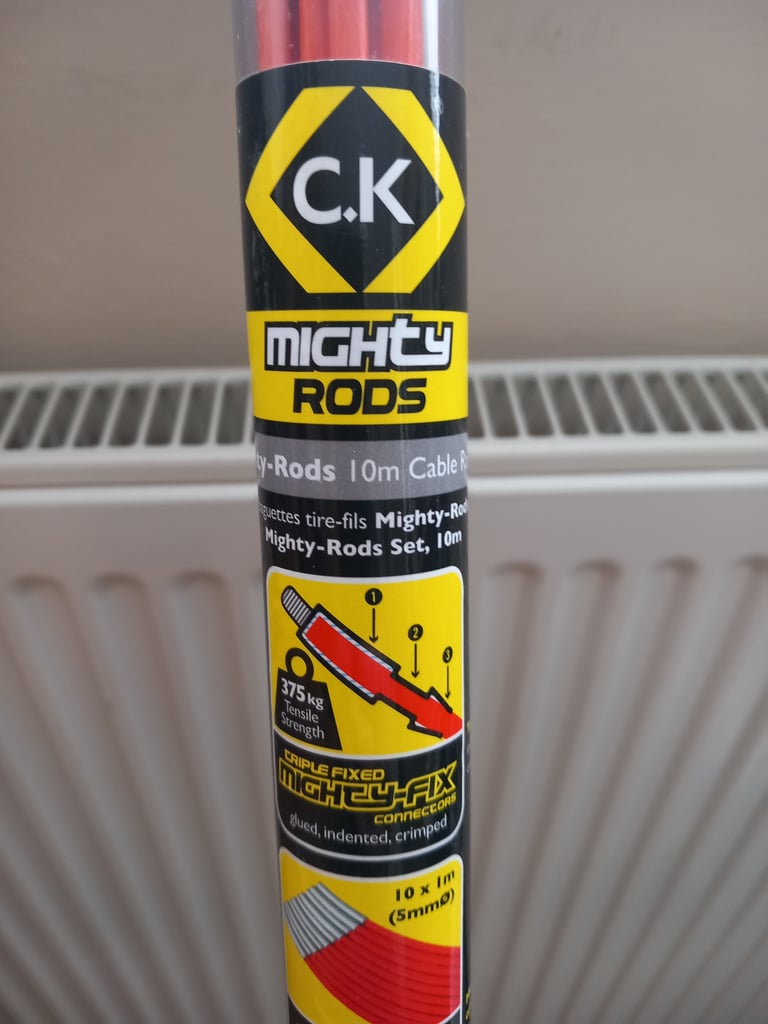 C.K
MIGHTY
RODS
ty-Rods 10m Cable R
guettes tire-fils Mighty-Rod
Mighty-Rods Set, 10m
1
2
3
375kg
Tensile
Strength
TRIPLE FIXED
MIGHTY-FIX
CONNECTORS
glued, indented, crimped
10 x 1m
(5mmØ)